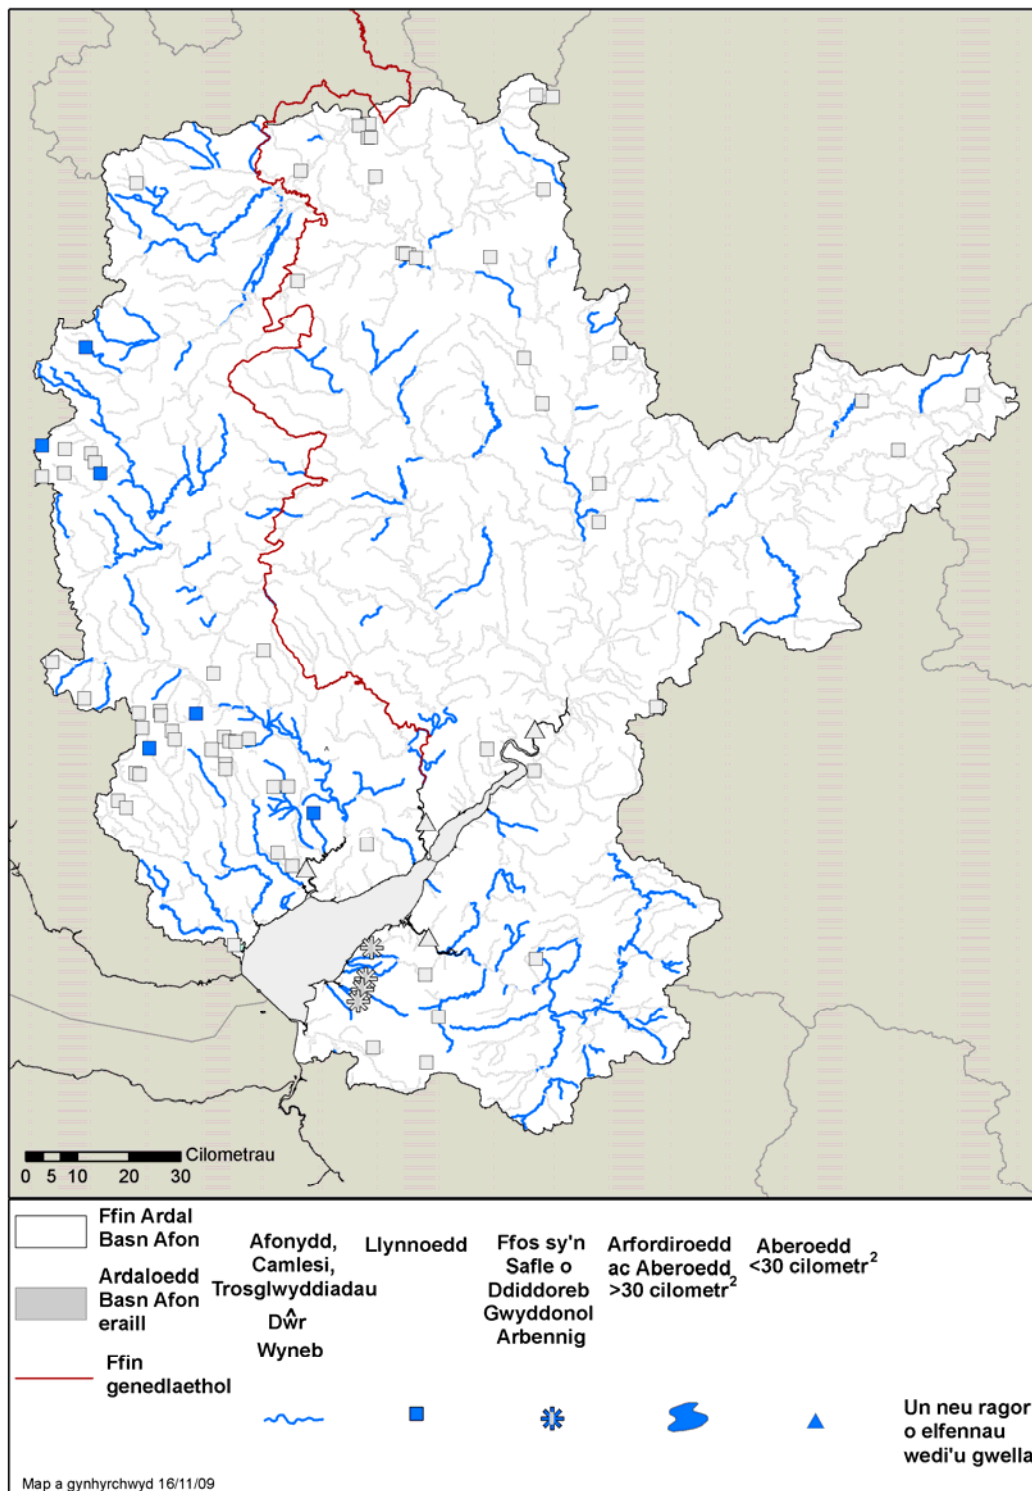 Cilometrau
0 5 10 20 30
Ffin Ardal
Basn Afon
Ardaloedd
Basn Afon
eraill
Ffin
genedlaethol
Afonydd,
Camlesi,
Trosglwyddiadau
Dŵr
Wyneb
Llynnoedd
Ffos sy'n
Safle o
Ddiddoreb
Gwyddonol
Arbennig
Arfordiroedd
ac Aberoedd
>30 cilometr²
Aberoedd
<30 cilometr²
Un neu ragor
o elfennau
wedi'u gwella
Map a gynhyrchwyd 16/11/09